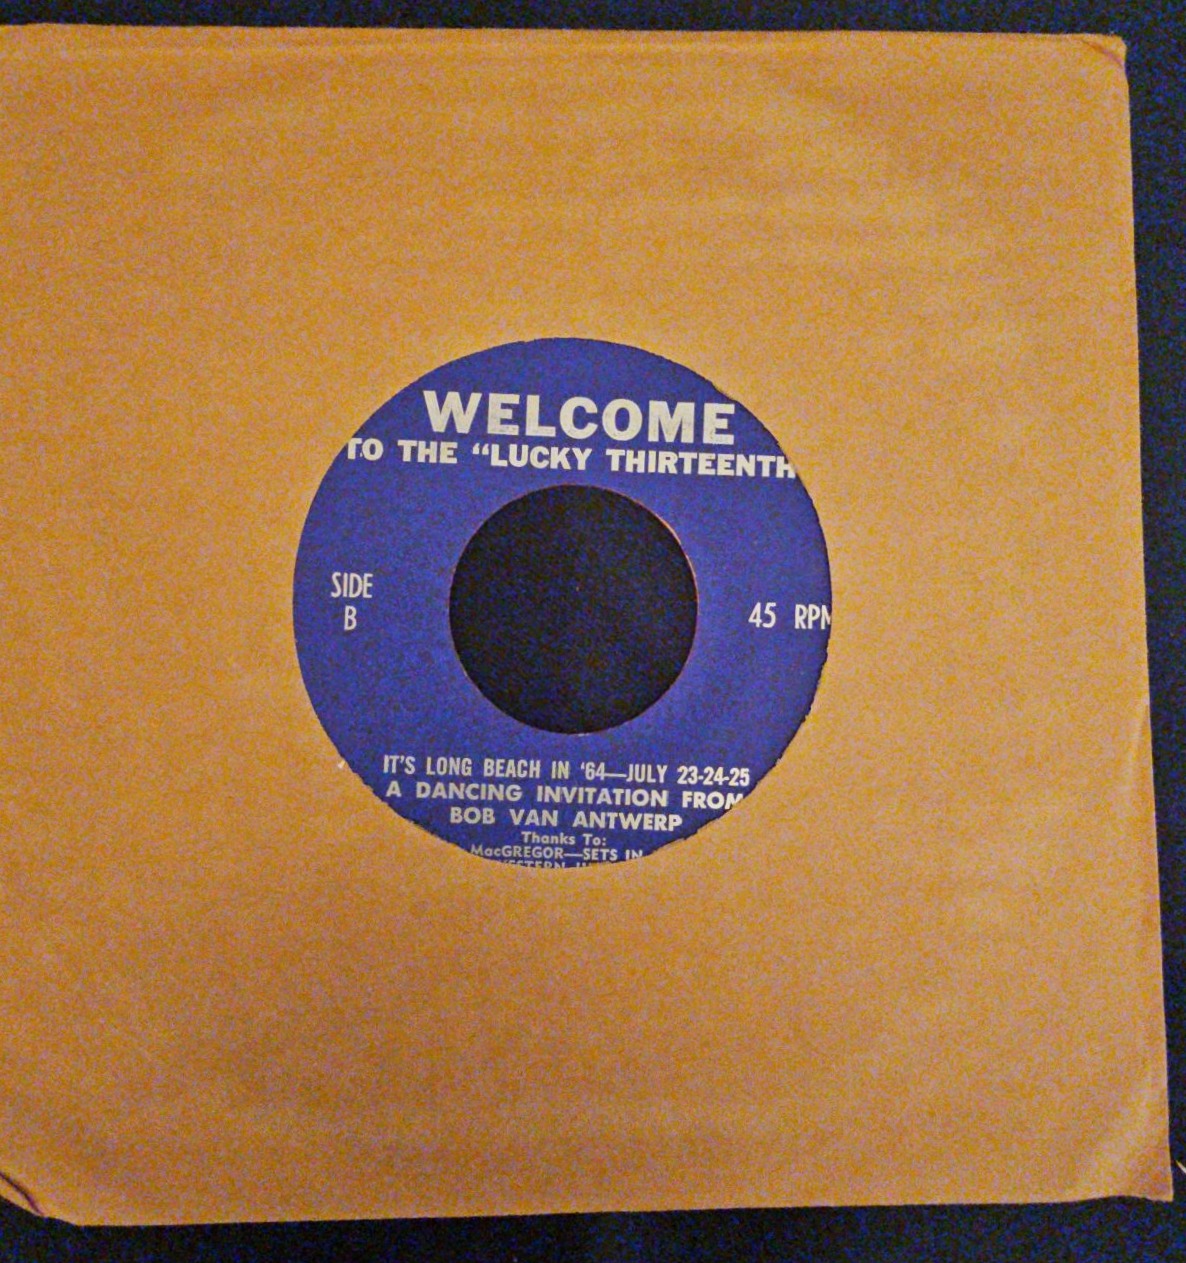 WELCOME
TO THE "LUCKY THIRTEENTH
SIDE
B
45 RPM
IT'S LONG BEACH IN '64—JULY 23-24-25
A DANCING INVITATION FROM
BOB VAN ANTWERP
Thanks To:
MacGREGOR—SETS IN